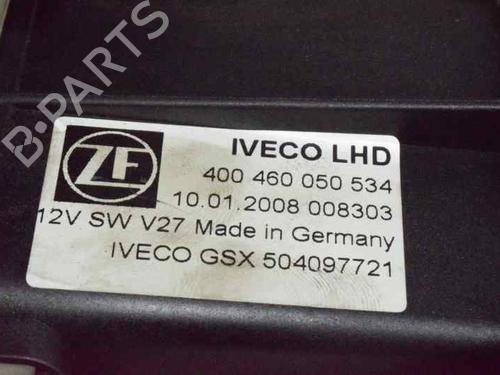 B-PARTS
ZF
IVECO LHD
400 460 050 534
10.01.2008 008303
12V SW V27 Made in Germany
IVECO GSX 504097721